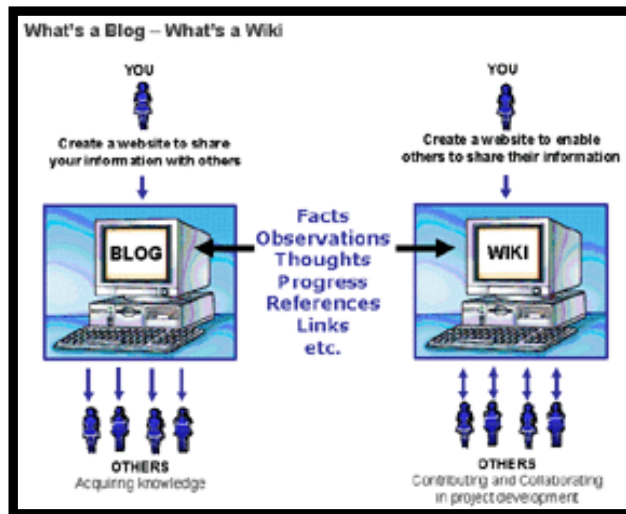 What's a Blog – What's a Wiki
YOU
Create a website to share
your information with others
BLOG
OTHERS
Acquiring knowledge
Facts
Observations
Thoughts
Progress
References
Links
etc.
YOU
Create a website to enable
others to share their information
WIKI
OTHERS
Contributing and Collaborating
in project development